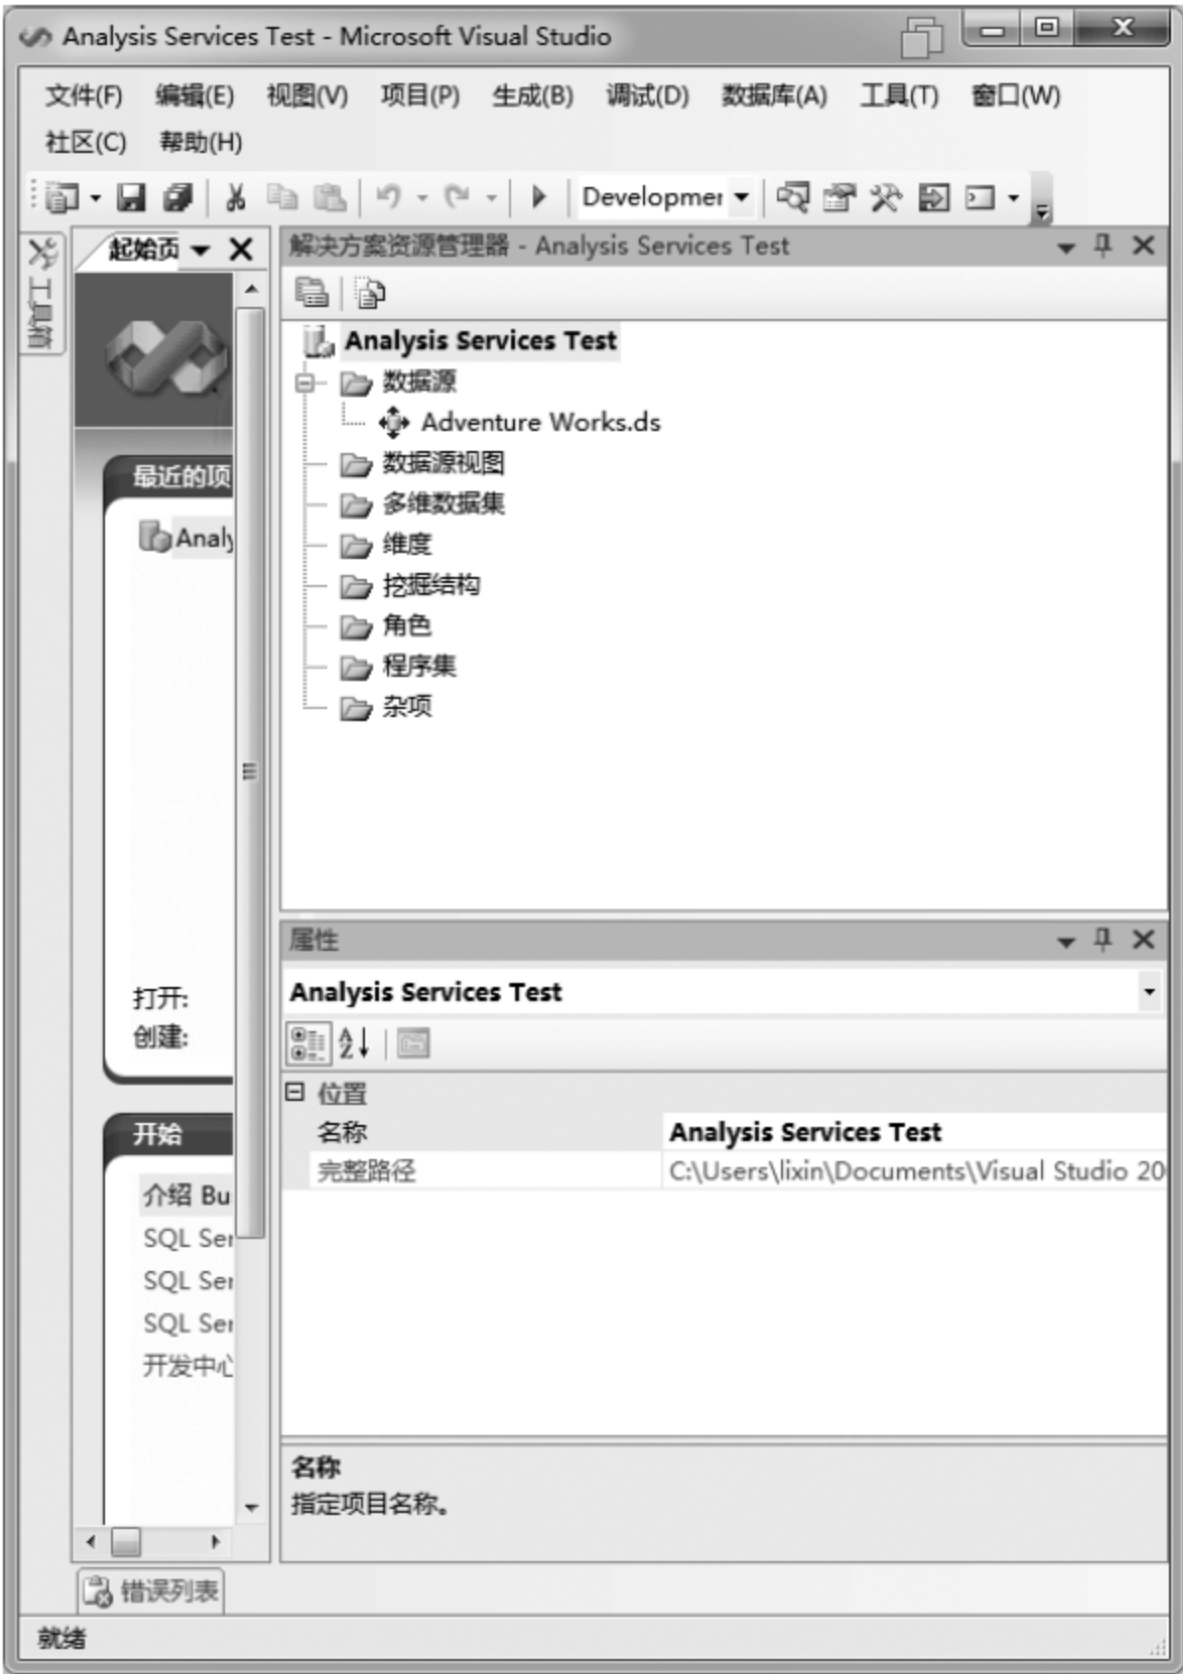 Analysis Services Test - Microsoft Visual Studio
文件(F) 编辑(E) 视图(V) 项目(P) 生成(B) 调试(D) 数据库(A) 工具(T) 窗口(W)
社区(C) 帮助(H)
Developmer
工具箱
起始页
解决方案资源管理器 - Analysis Services Test
Analysis Services Test
数据源
Adventure Works.ds
数据源视图
多维数据集
维度
挖掘结构
角色
程序集
杂项
最近的项
Analy
打开:
创建:
开始
介绍 Bu
SQL Ser
SQL Ser
SQL Ser
开发中心
属性
Analysis Services Test
位置
名称 Analysis Services Test
完整路径 C:\Users\lixin\Documents\Visual Studio 20
名称
指定项目名称。
错误列表
就绪